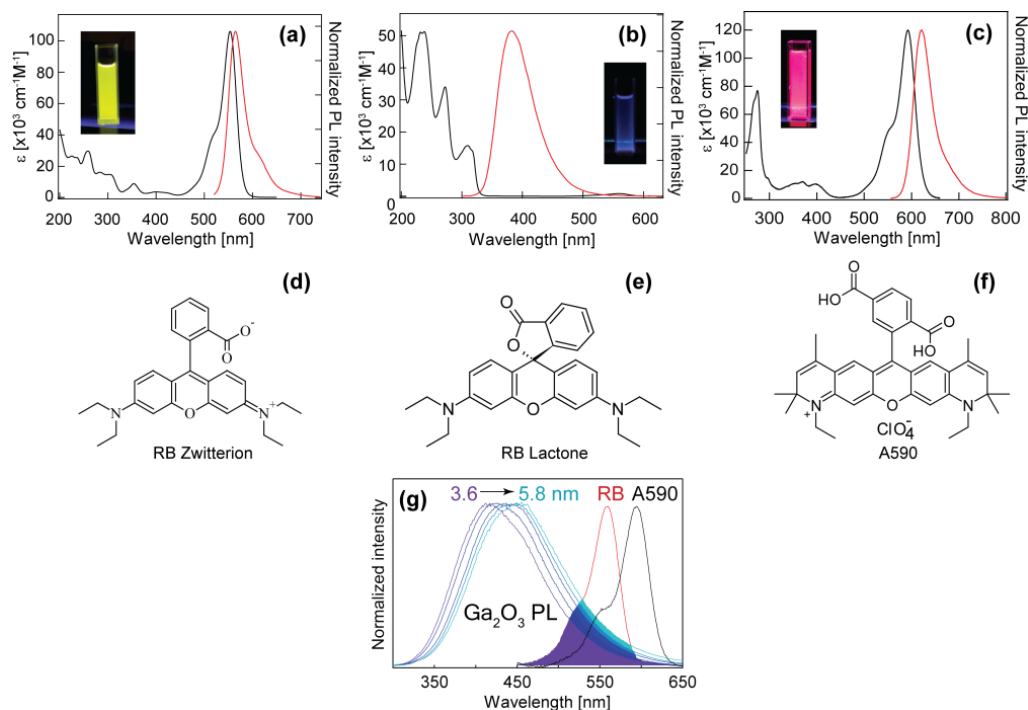 (a)
ε [x10³ cm⁻¹M⁻¹]
100
80
60
40
20
0
200 300 400 500 600 700
Wavelength [nm]
Normalized PL intensity
(b)
ε [x10³ cm⁻¹M⁻¹]
50
40
30
20
10
0
200 300 400 500 600
Wavelength [nm]
Normalized PL intensity
(c)
ε [x10³ cm⁻¹M⁻¹]
120
100
80
60
40
20
0
300 400 500 600 700 800
Wavelength [nm]
Normalized PL intensity
(d)
O⁻
O
O
N
N⁺
RB Zwitterion
(e)
O
O
N
O
N
RB Lactone
(f)
O
HO
O
HO
N
+
O
N
ClO₄⁻
A590
(g)
3.6 → 5.8 nm RB A590
Ga₂O₃ PL
Normalized intensity
350 450 550 650
Wavelength [nm]